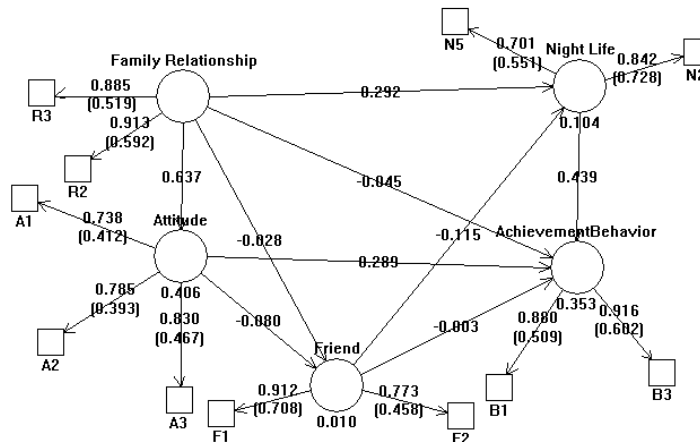 N5
0.701
(0.551)
Night Life
0.842
(0.728)
N2
Family Relationship
0.885
(0.519)
R3
0.913
(0.592)
R2
0.292
0.104
0.637
-0.045
0.439
A1
0.738
(0.412)
Attitude
-0.028
-0.115
AchievementBehavior
0.289
0.406
0.785
(0.393)
0.830
(0.467)
-0.080
-0.003
0.353
0.880
(0.509)
0.916
(0.602)
A2
Friend
A3
0.912
(0.708)
0.773
(0.458)
B1
B3
F1
0.010
F2